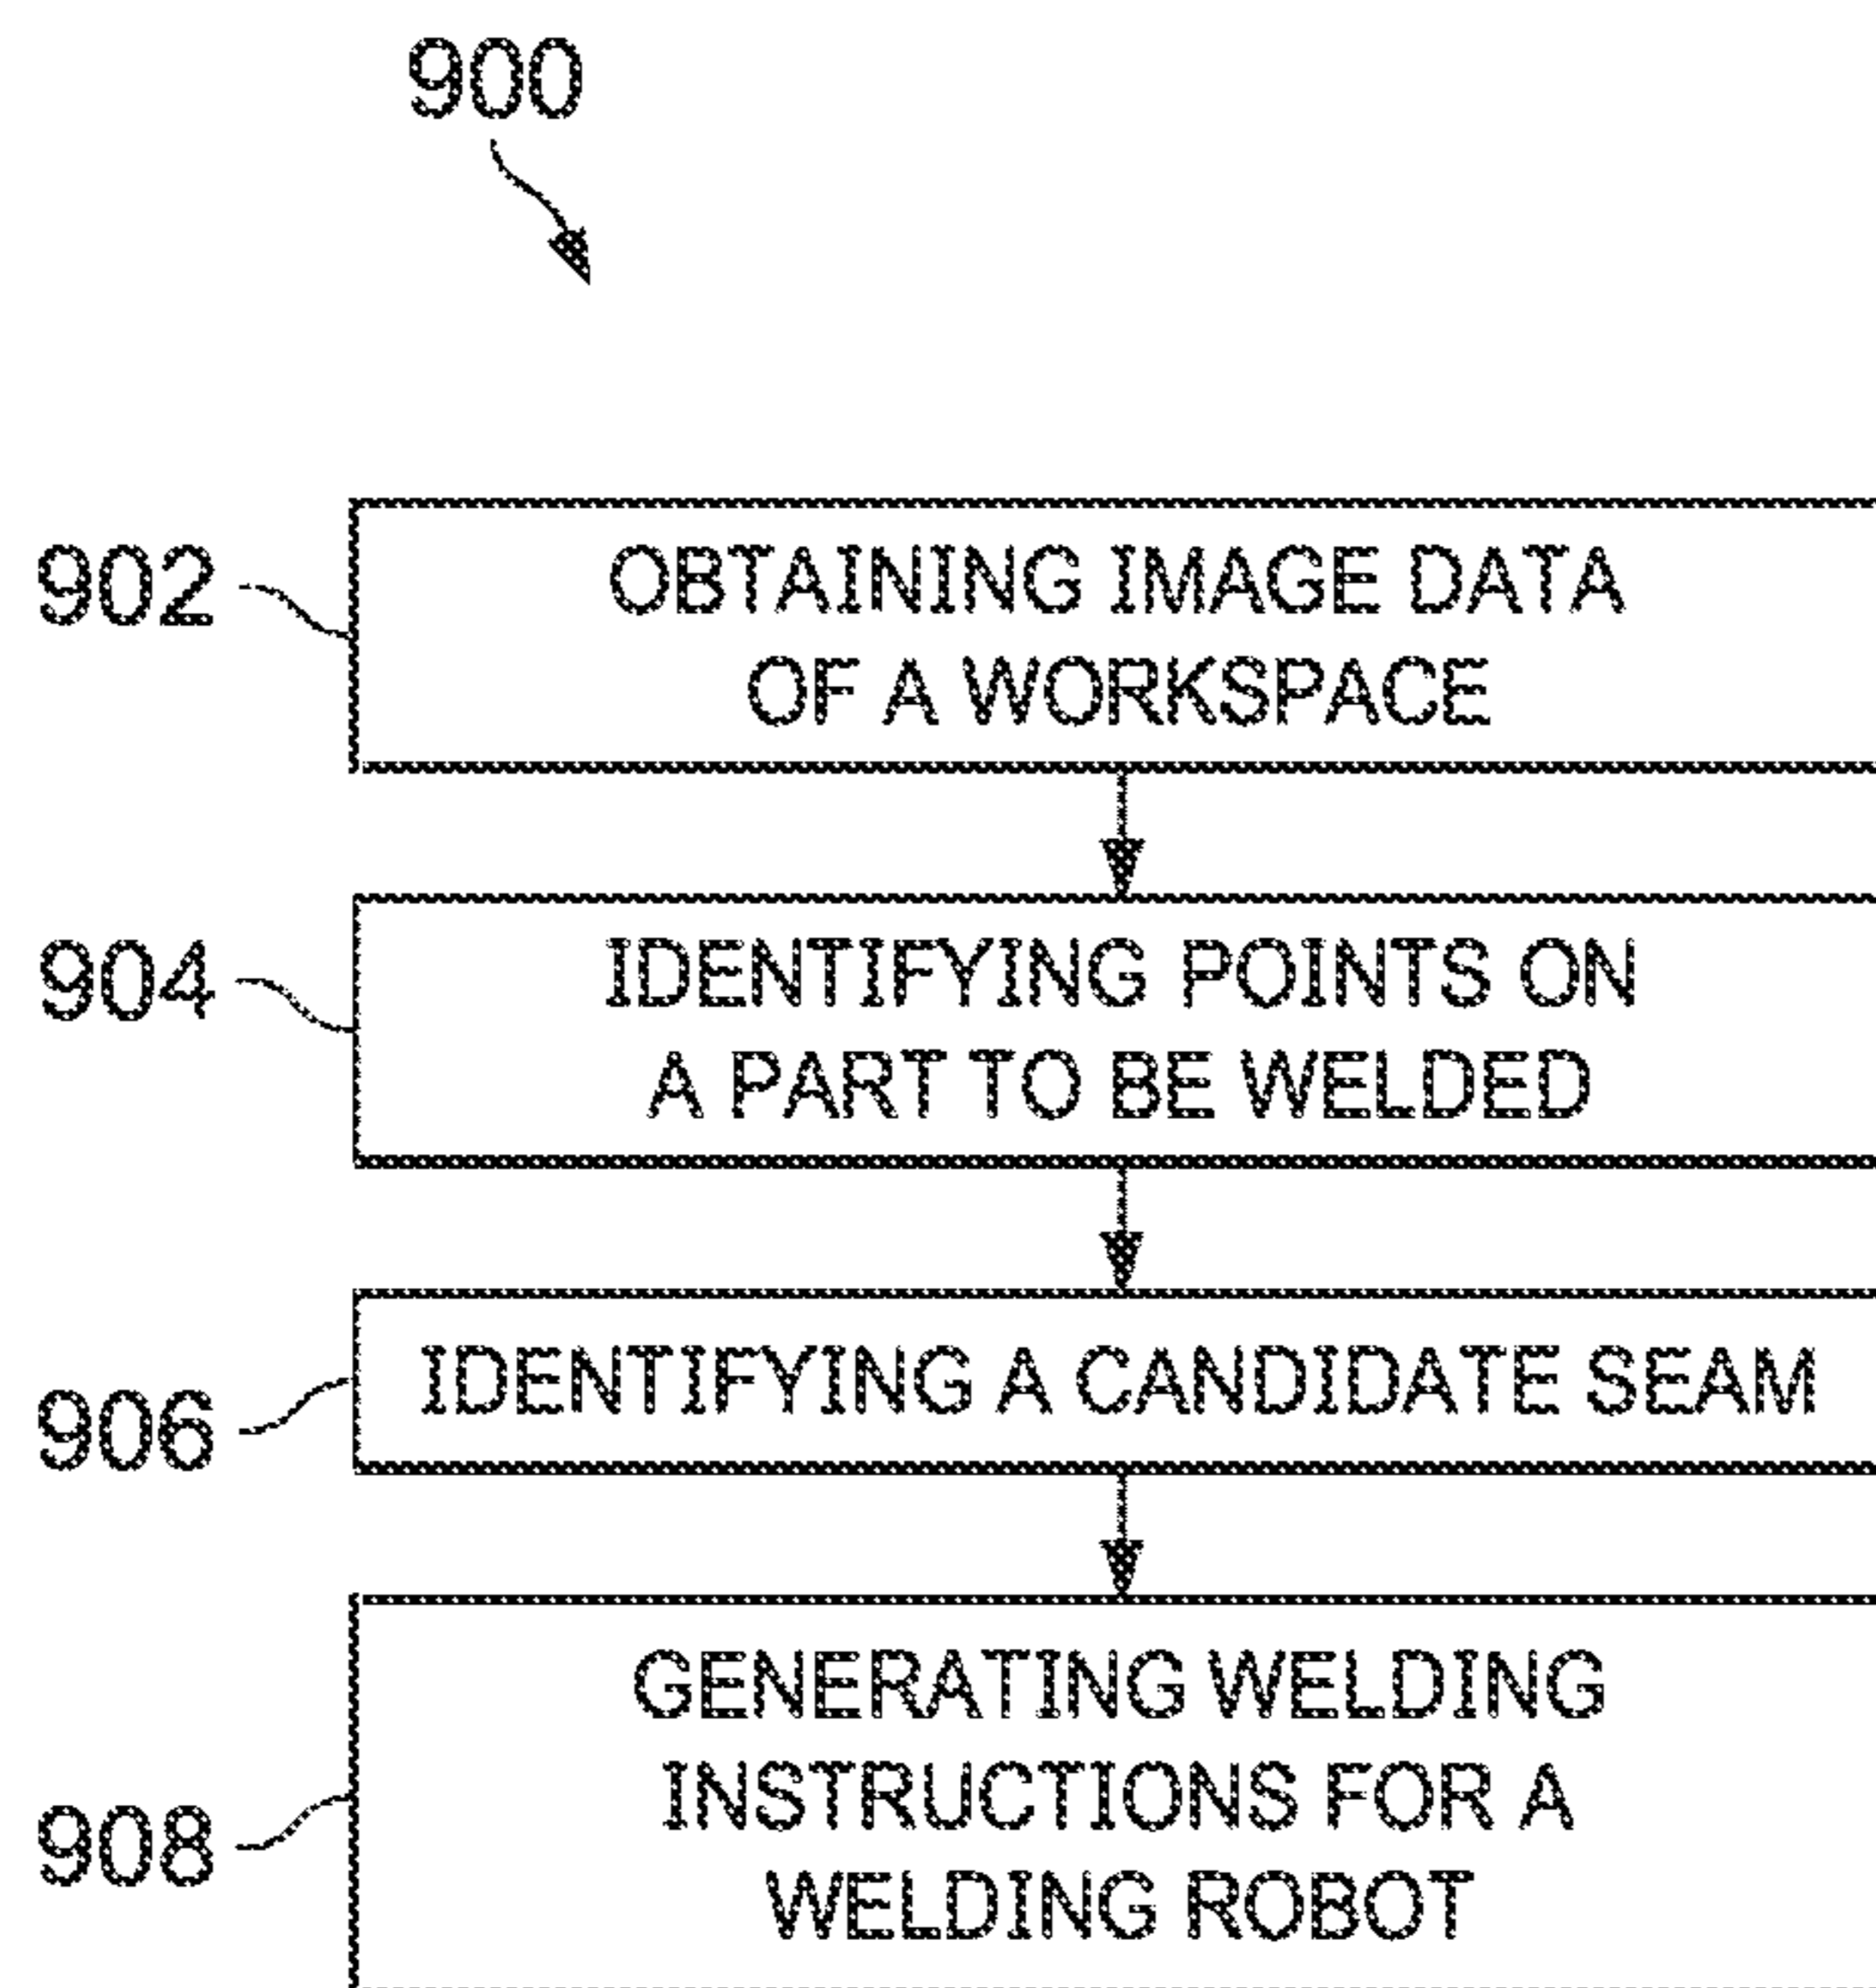 900
902
OBTAINING IMAGE DATA
OF A WORKSPACE
904
IDENTIFYING POINTS ON
A PART TO BE WELDED
906
IDENTIFYING A CANDIDATE SEAM
908
GENERATING WELDING
INSTRUCTIONS FOR A
WELDING ROBOT